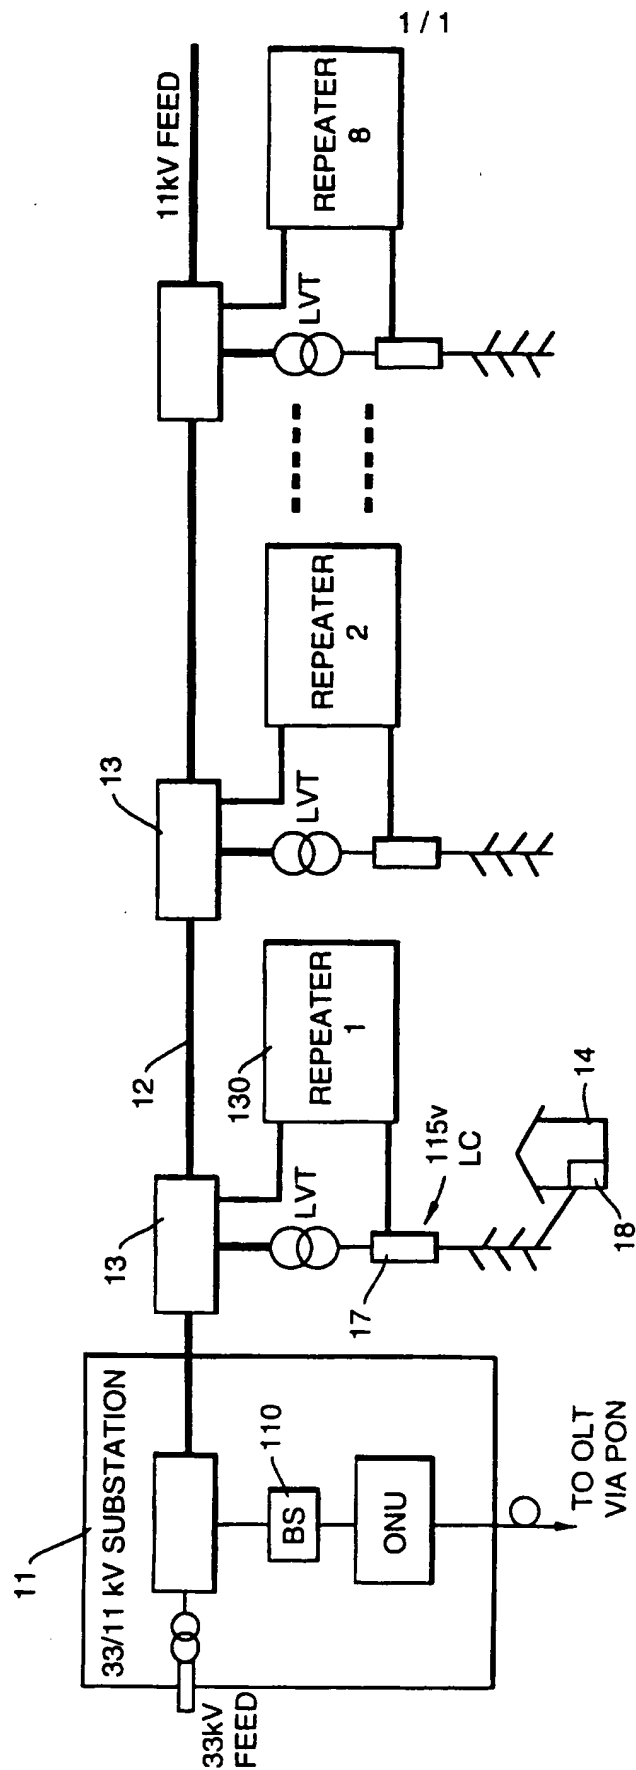 1 / 1
11
33/11 kV SUBSTATION
33kV
FEED
110
BS
ONU
TO OLT
VIA PON
13
12
13
11kV FEED
LVT
130
REPEATER
1
17
115v
LC
14
18
LVT
REPEATER
2
LVT
REPEATER
8